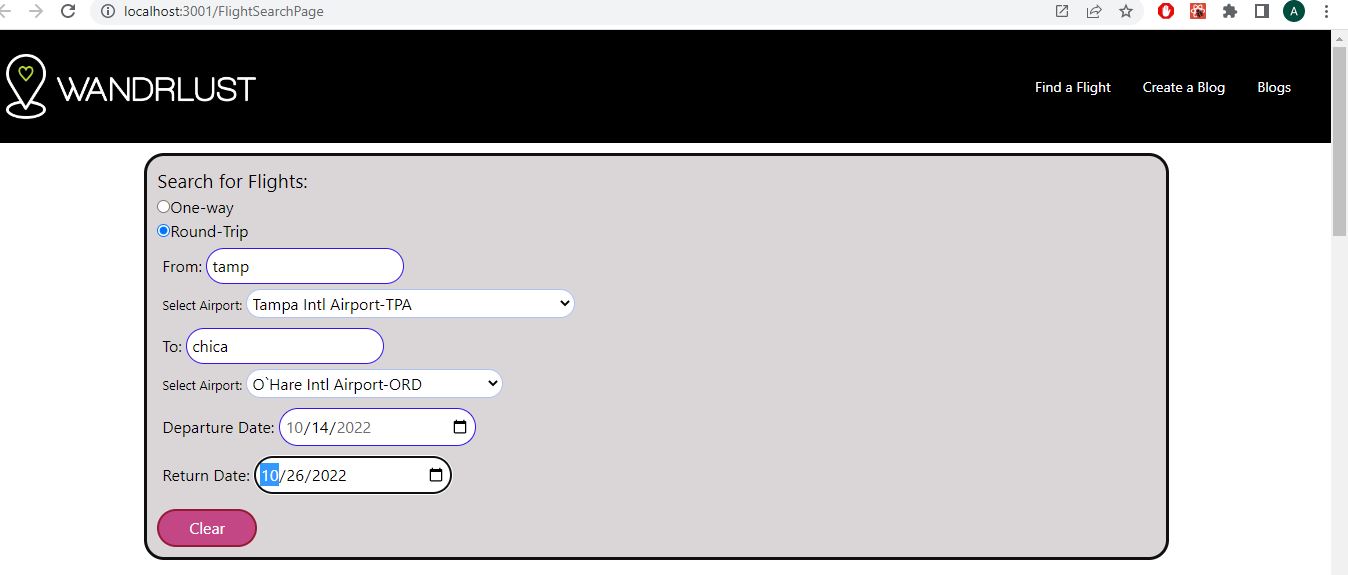 localhost:3001/FlightSearchPage
A
WANDRLUST
Find a Flight Create a Blog Blogs
Search for Flights:
One-way
Round-Trip
From: tamp
Select Airport: Tampa Intl Airport-TPA
To: chica
Select Airport: O`Hare Intl Airport-ORD
Departure Date: 10/14/2022
Return Date: 10/26/2022
Clear